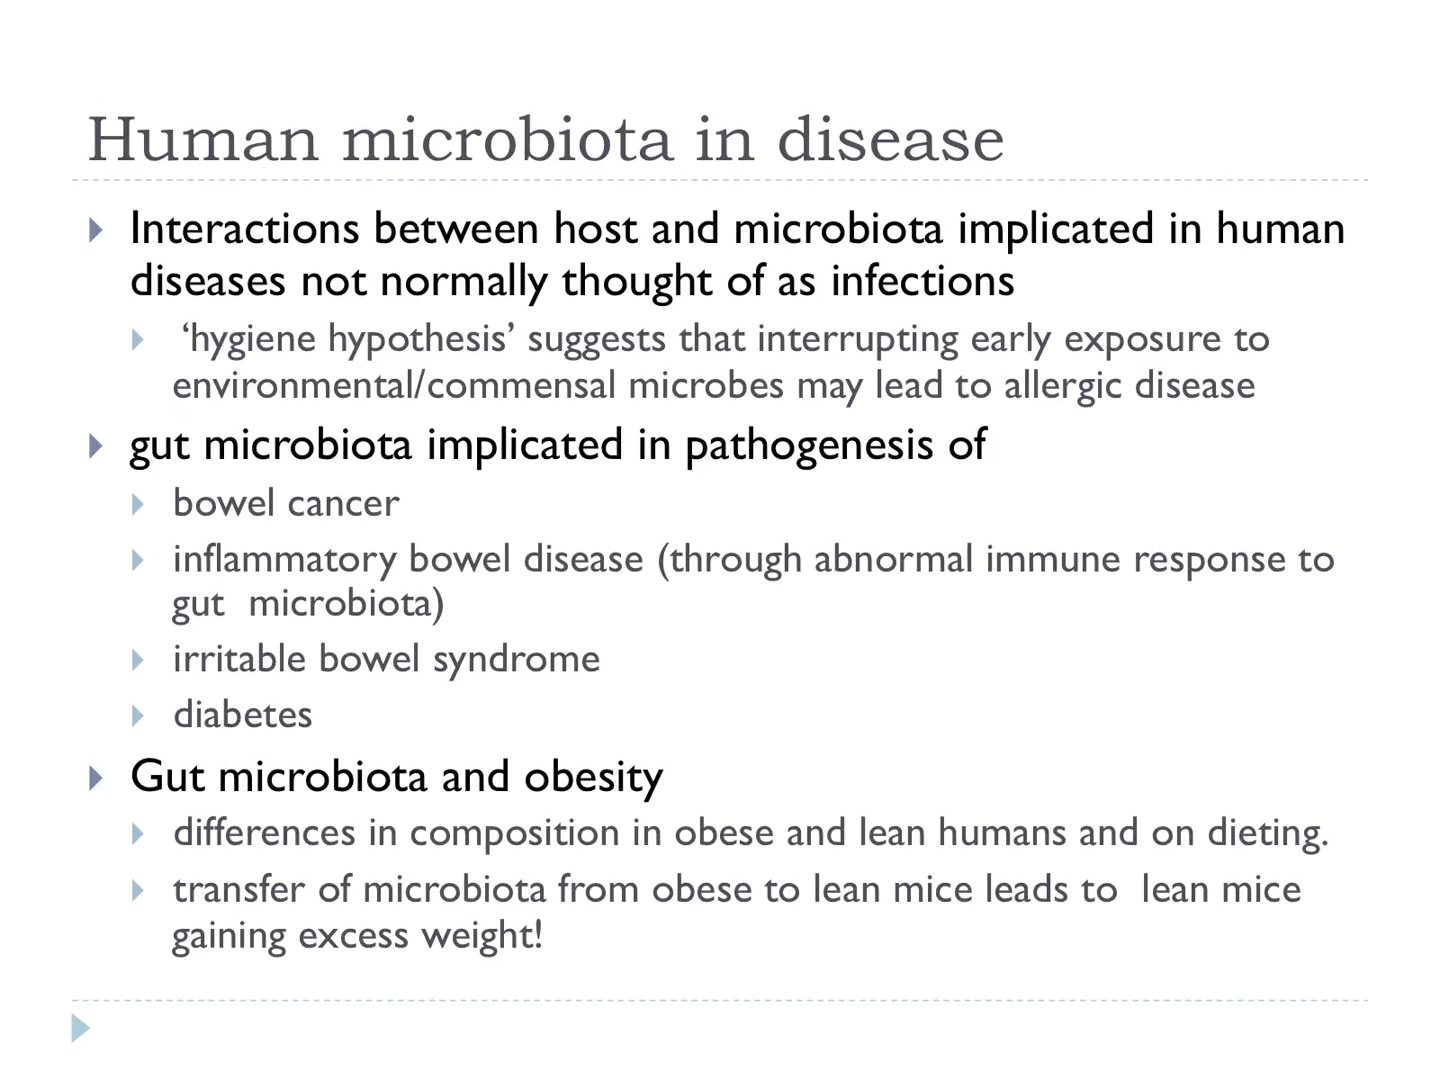 Human microbiota in disease
Interactions between host and microbiota implicated in human
diseases not normally thought of as infections
‘hygiene hypothesis’ suggests that interrupting early exposure to
environmental/commensal microbes may lead to allergic disease
gut microbiota implicated in pathogenesis of
bowel cancer
inflammatory bowel disease (through abnormal immune response to
gut  microbiota)
irritable bowel syndrome
diabetes
Gut microbiota and obesity
differences in composition in obese and lean humans and on dieting.
transfer of microbiota from obese to lean mice leads to  lean mice
gaining excess weight!